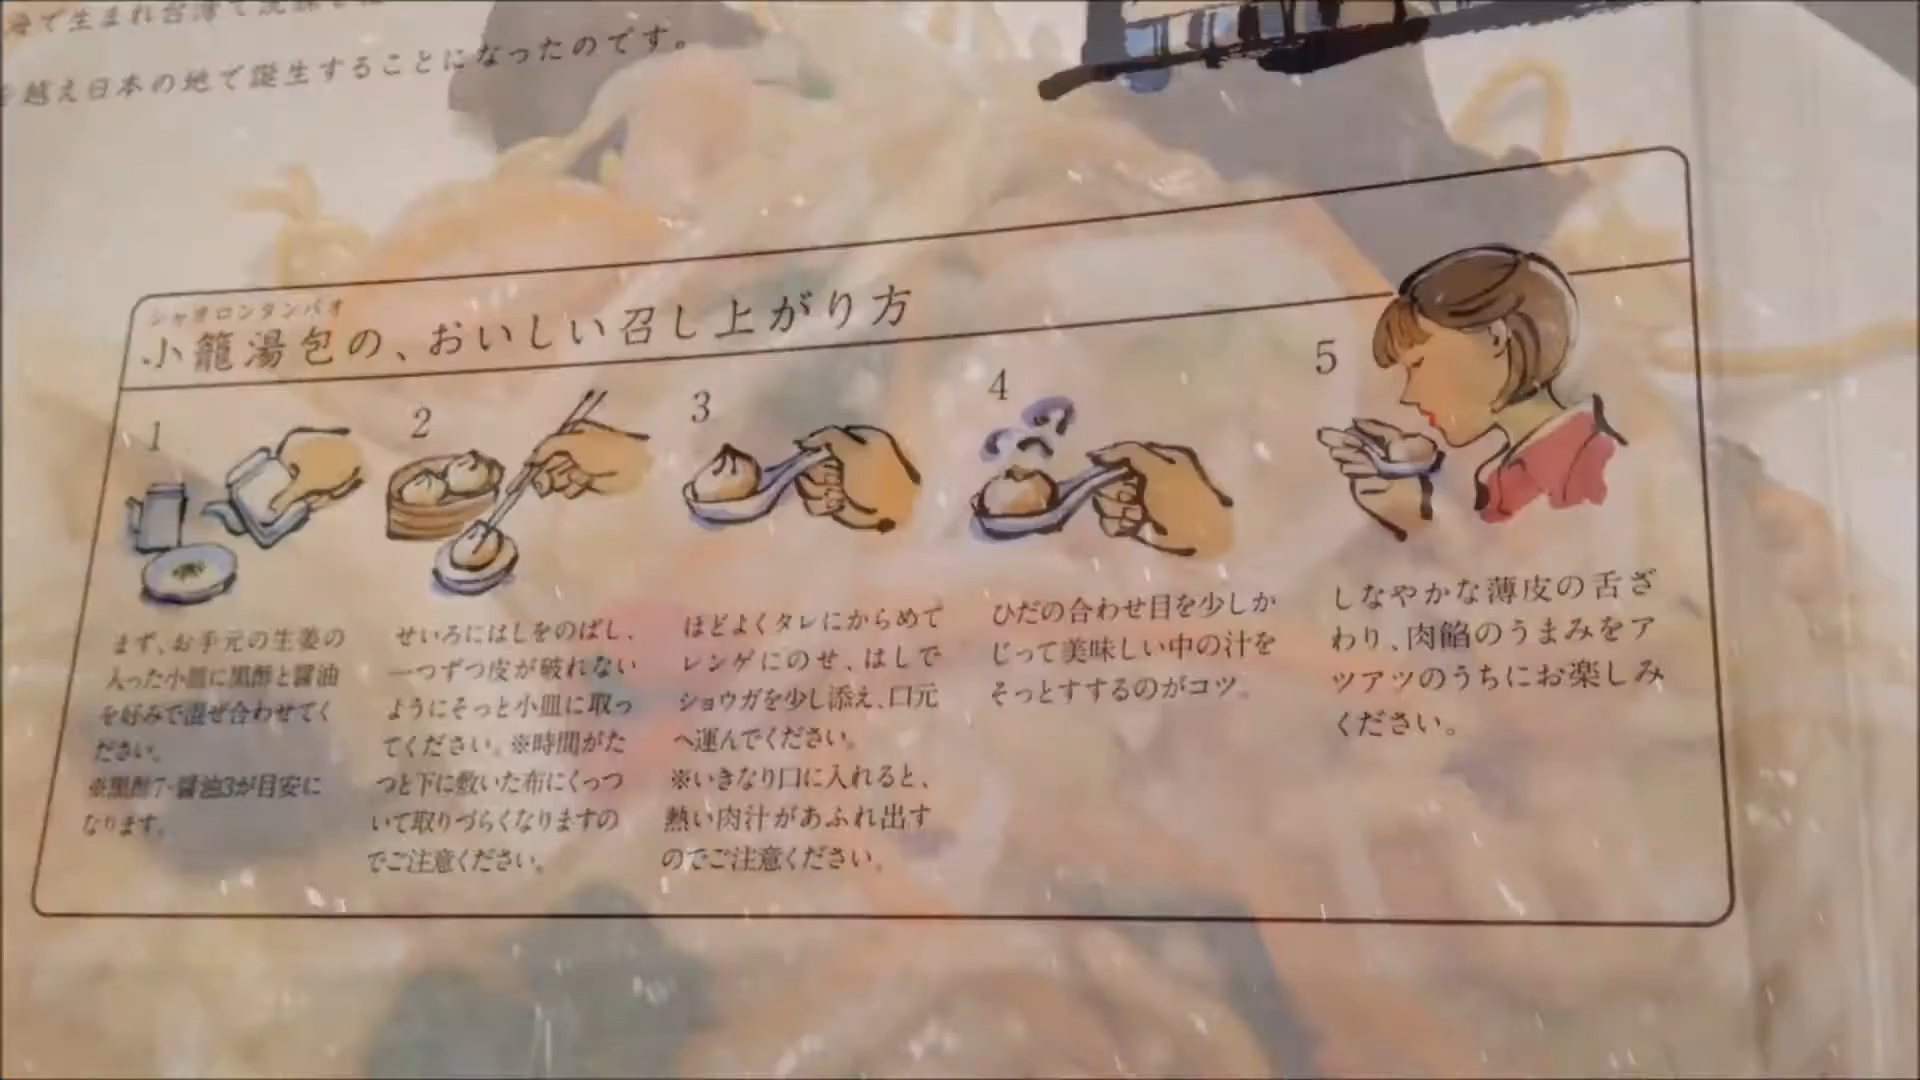 で生まれ台湾で洗練を
越え日本の地で誕生することになったのです。
シャオロンタンパオ
小籠湯包の、おいしい召し上がり方
1
まず、お手元の生姜の
入った小皿に黒酢と醤油
を好みで混ぜ合わせてく
ださい。
※黒酢7・醤油3が目安に
なります。
2
せいろにはしをのばし、
一つずつ皮が破れない
ようにそっと小皿に取っ
てください。※時間がた
つと下に敷いた布にくっつ
いて取りづらくなりますの
でご注意ください。
3
ほどよくタレにからめて
レンゲにのせ、はしで
ショウガを少し添え、口元
へ運んでください。
※いきなり口に入れると、
熱い肉汁があふれ出す
のでご注意ください。
4
ひだの合わせ目を少しか
じって美味しい中の汁を
そっとすするのがコツ。
5
しなやかな薄皮の舌ざ
わり、肉餡のうまみをア
ツアツのうちにお楽しみ
ください。